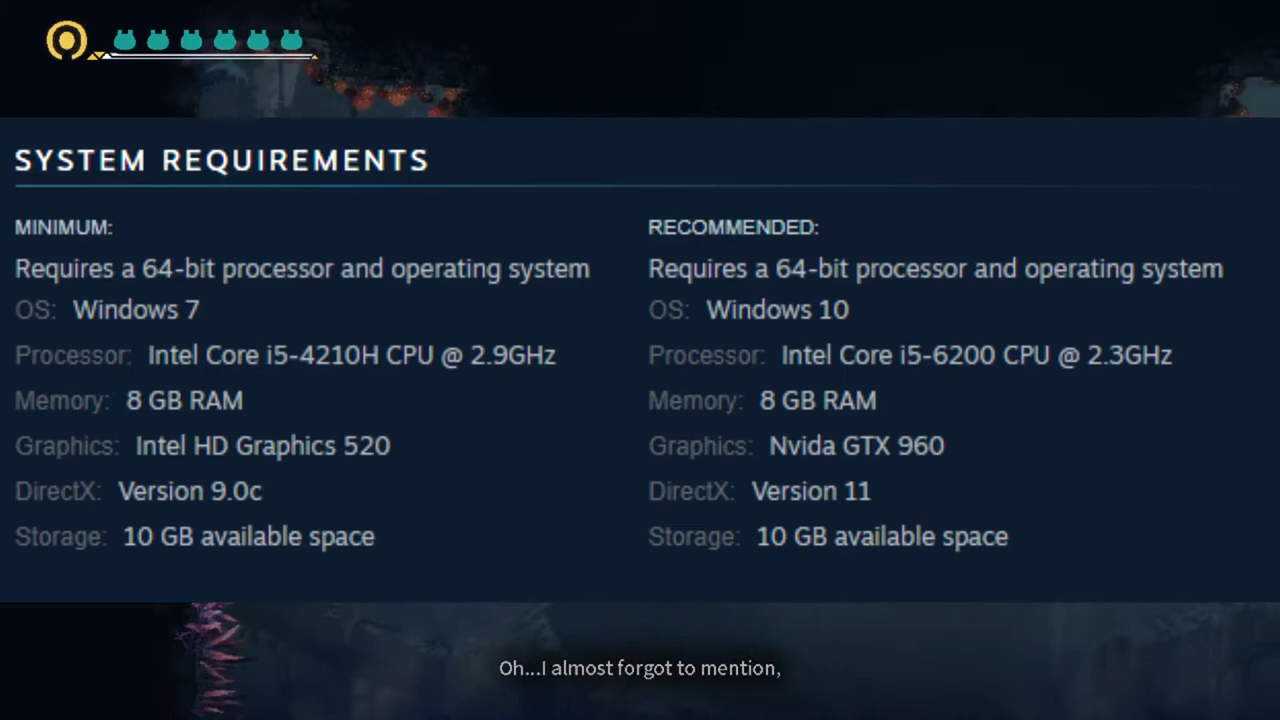 SYSTEM REQUIREMENTS
MINIMUM:
Requires a 64-bit processor and operating system
OS: Windows 7
Processor: Intel Core i5-4210H CPU @ 2.9GHz
Memory: 8 GB RAM
Graphics: Intel HD Graphics 520
DirectX: Version 9.0c
Storage: 10 GB available space
RECOMMENDED:
Requires a 64-bit processor and operating system
OS: Windows 10
Processor: Intel Core i5-6200 CPU @ 2.3GHz
Memory: 8 GB RAM
Graphics: Nvidia GTX 960
DirectX: Version 11
Storage: 10 GB available space
Oh...I almost forgot to mention,